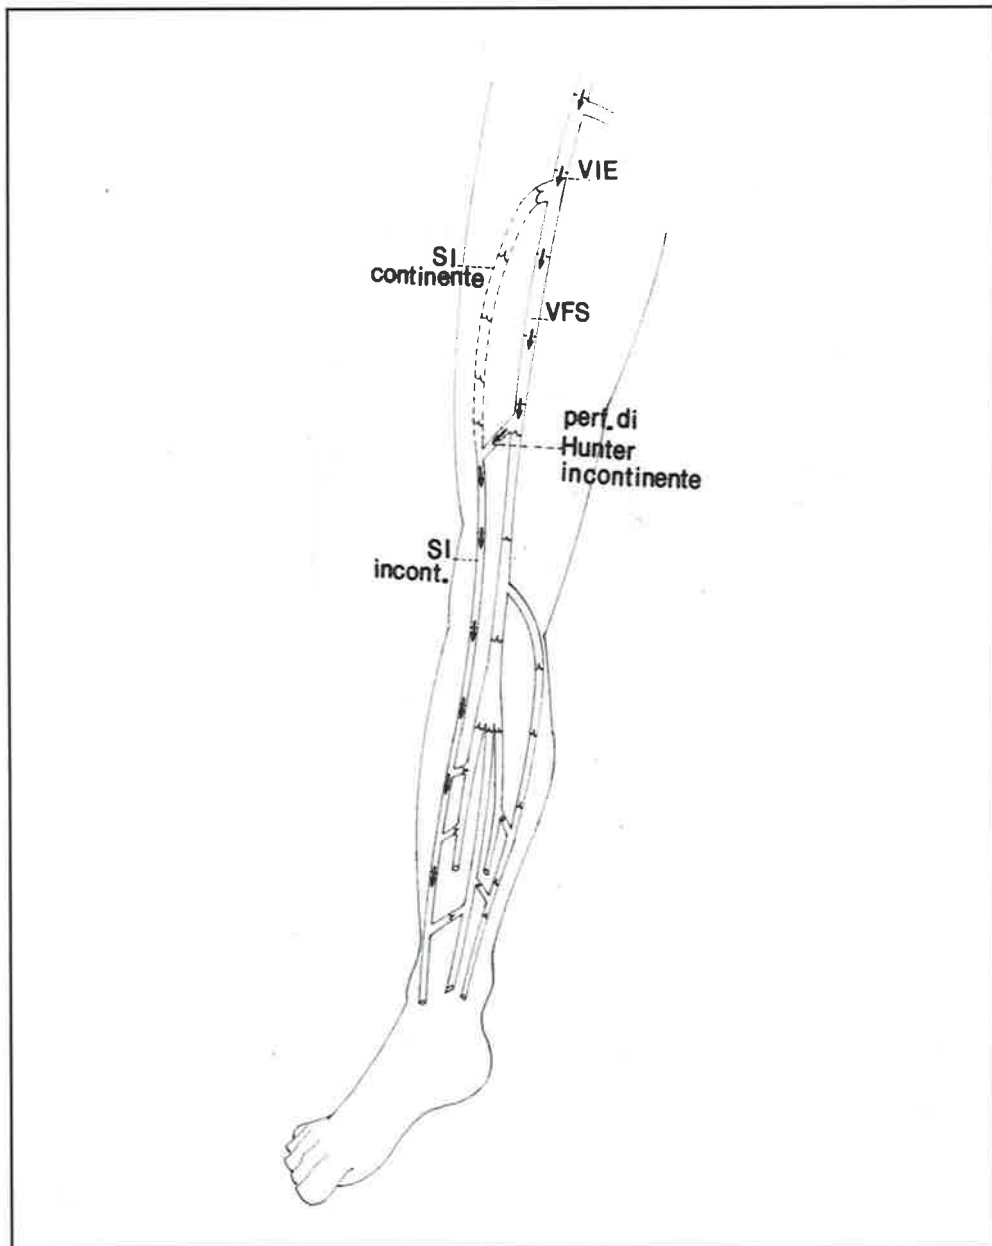 VIE
SI
continente
VFS
perf. di
Hunter
incontinente
SI
incont.